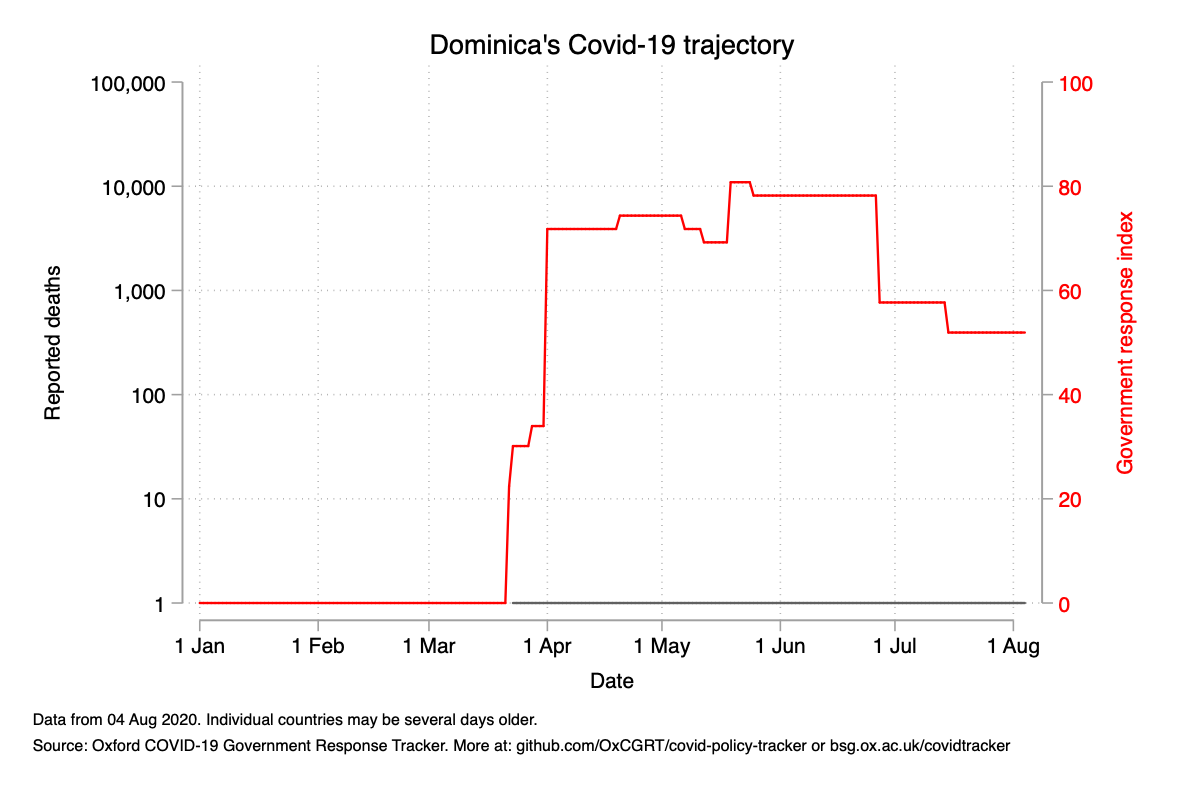 Dominica's Covid-19 trajectory
100,000
10,000
1,000
100
10
1
Reported deaths
100
80
60
40
20
0
Government response index
1 Jan 1 Feb 1 Mar 1 Apr 1 May 1 Jun 1 Jul 1 Aug
Date
Data from 04 Aug 2020. Individual countries may be several days older.
Source: Oxford COVID-19 Government Response Tracker. More at: github.com/OxCGRT/covid-policy-tracker or bsg.ox.ac.uk/covidtracker